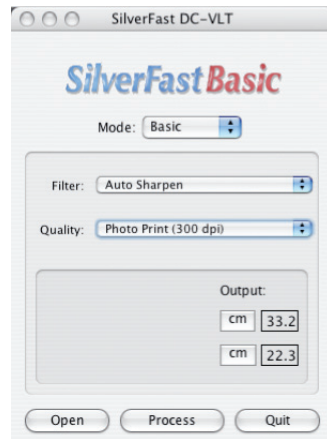 SilverFast DC-VLT
SilverFastBasic
Mode: Basic
Filter: Auto Sharpen
Quality: Photo Print (300 dpi)
Output:
cm 33.2
cm 22.3
Open Process Quit